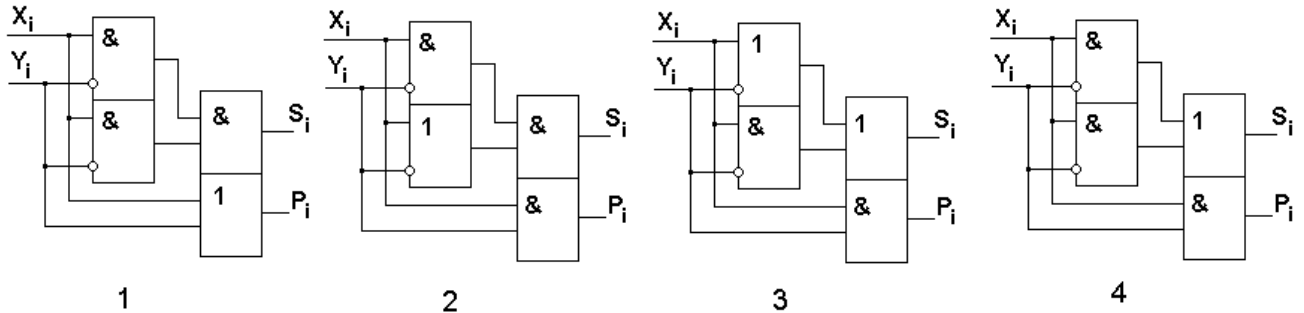 Xi & Yi & & Si 1 Pi
1
Xi & Yi 1 & Si & Pi
2
Xi 1 Yi & 1 Si & Pi
3
Xi & Yi & 1 Si & Pi
4